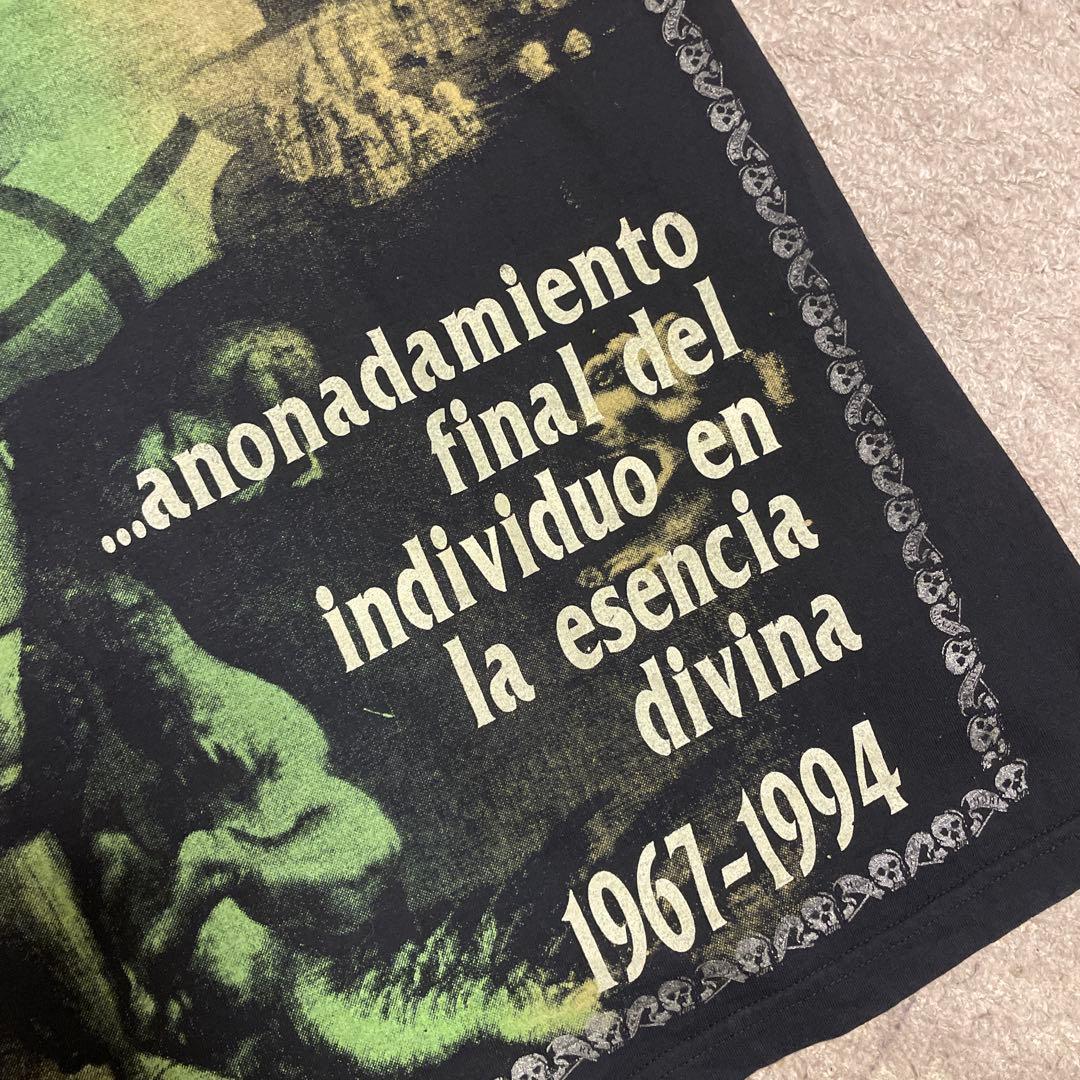 ...anonadamiento
final del
individuo en
la esencia
divina
1967-1994